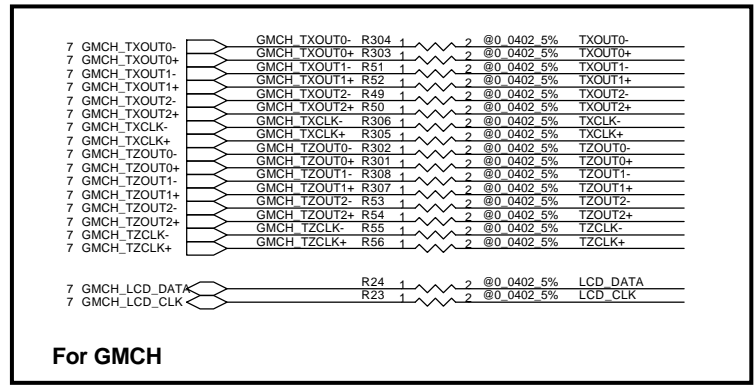 7 GMCH_TXOUT0- GMCH_TXOUT0- R304 1 2 @0_0402_5% TXOUT0-
7 GMCH_TXOUT0+ GMCH_TXOUT0+ R303 1 2 @0_0402_5% TXOUT0+
7 GMCH_TXOUT1- GMCH_TXOUT1- R51 1 2 @0_0402_5% TXOUT1-
7 GMCH_TXOUT1+ GMCH_TXOUT1+ R52 1 2 @0_0402_5% TXOUT1+
7 GMCH_TXOUT2- GMCH_TXOUT2- R49 1 2 @0_0402_5% TXOUT2-
7 GMCH_TXOUT2+ GMCH_TXOUT2+ R50 1 2 @0_0402_5% TXOUT2+
7 GMCH_TXCLK- GMCH_TXCLK- R306 1 2 @0_0402_5% TXCLK-
7 GMCH_TXCLK+ GMCH_TXCLK+ R305 1 2 @0_0402_5% TXCLK+
7 GMCH_TZOUT0- GMCH_TZOUT0- R302 1 2 @0_0402_5% TZOUT0-
7 GMCH_TZOUT0+ GMCH_TZOUT0+ R301 1 2 @0_0402_5% TZOUT0+
7 GMCH_TZOUT1- GMCH_TZOUT1- R308 1 2 @0_0402_5% TZOUT1-
7 GMCH_TZOUT1+ GMCH_TZOUT1+ R307 1 2 @0_0402_5% TZOUT1+
7 GMCH_TZOUT2- GMCH_TZOUT2- R53 1 2 @0_0402_5% TZOUT2-
7 GMCH_TZOUT2+ GMCH_TZOUT2+ R54 1 2 @0_0402_5% TZOUT2+
7 GMCH_TZCLK- GMCH_TZCLK- R55 1 2 @0_0402_5% TZCLK-
7 GMCH_TZCLK+ GMCH_TZCLK+ R56 1 2 @0_0402_5% TZCLK+
7 GMCH_LCD_DATA R24 1 2 @0_0402_5% LCD_DATA
7 GMCH_LCD_CLK R23 1 2 @0_0402_5% LCD_CLK
For GMCH